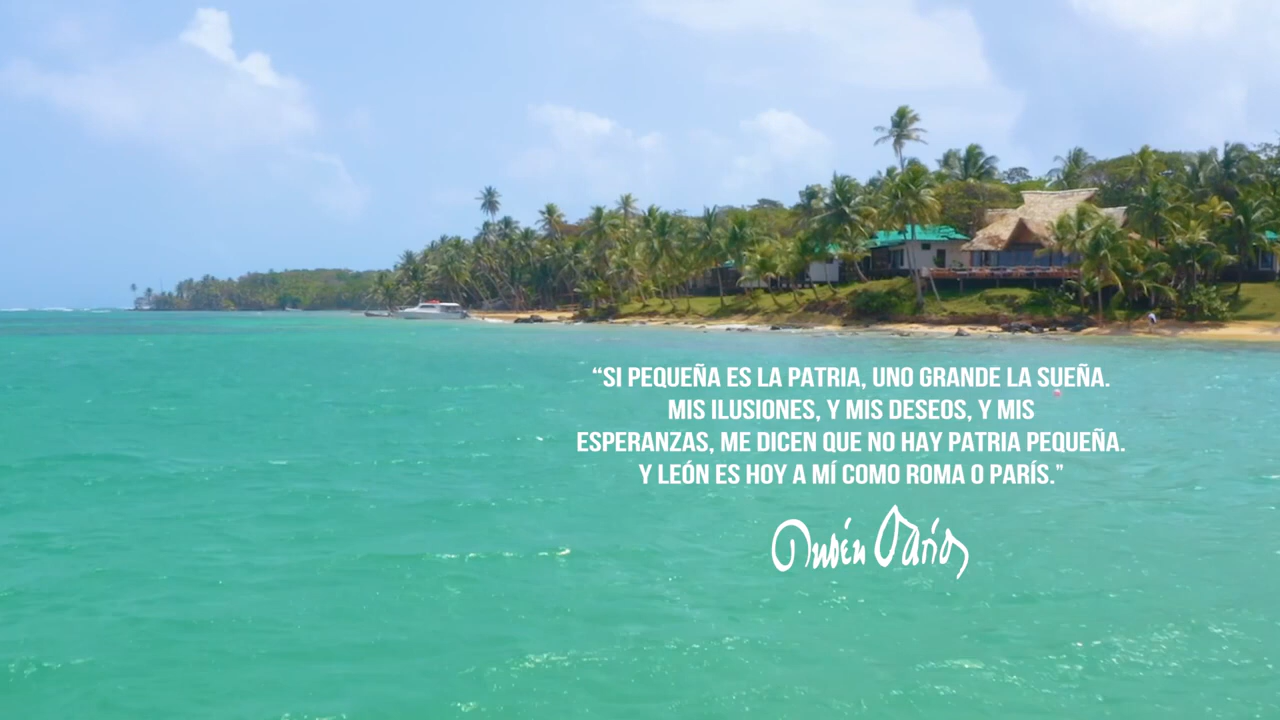 “SI PEQUEÑA ES LA PATRIA, UNO GRANDE LA SUEÑA.
MIS ILUSIONES, Y MIS DESEOS, Y MIS
ESPERANZAS, ME DICEN QUE NO HAY PATRIA PEQUEÑA.
Y LEÓN ES HOY A MÍ COMO ROMA O PARÍS.”
Rubén Darío